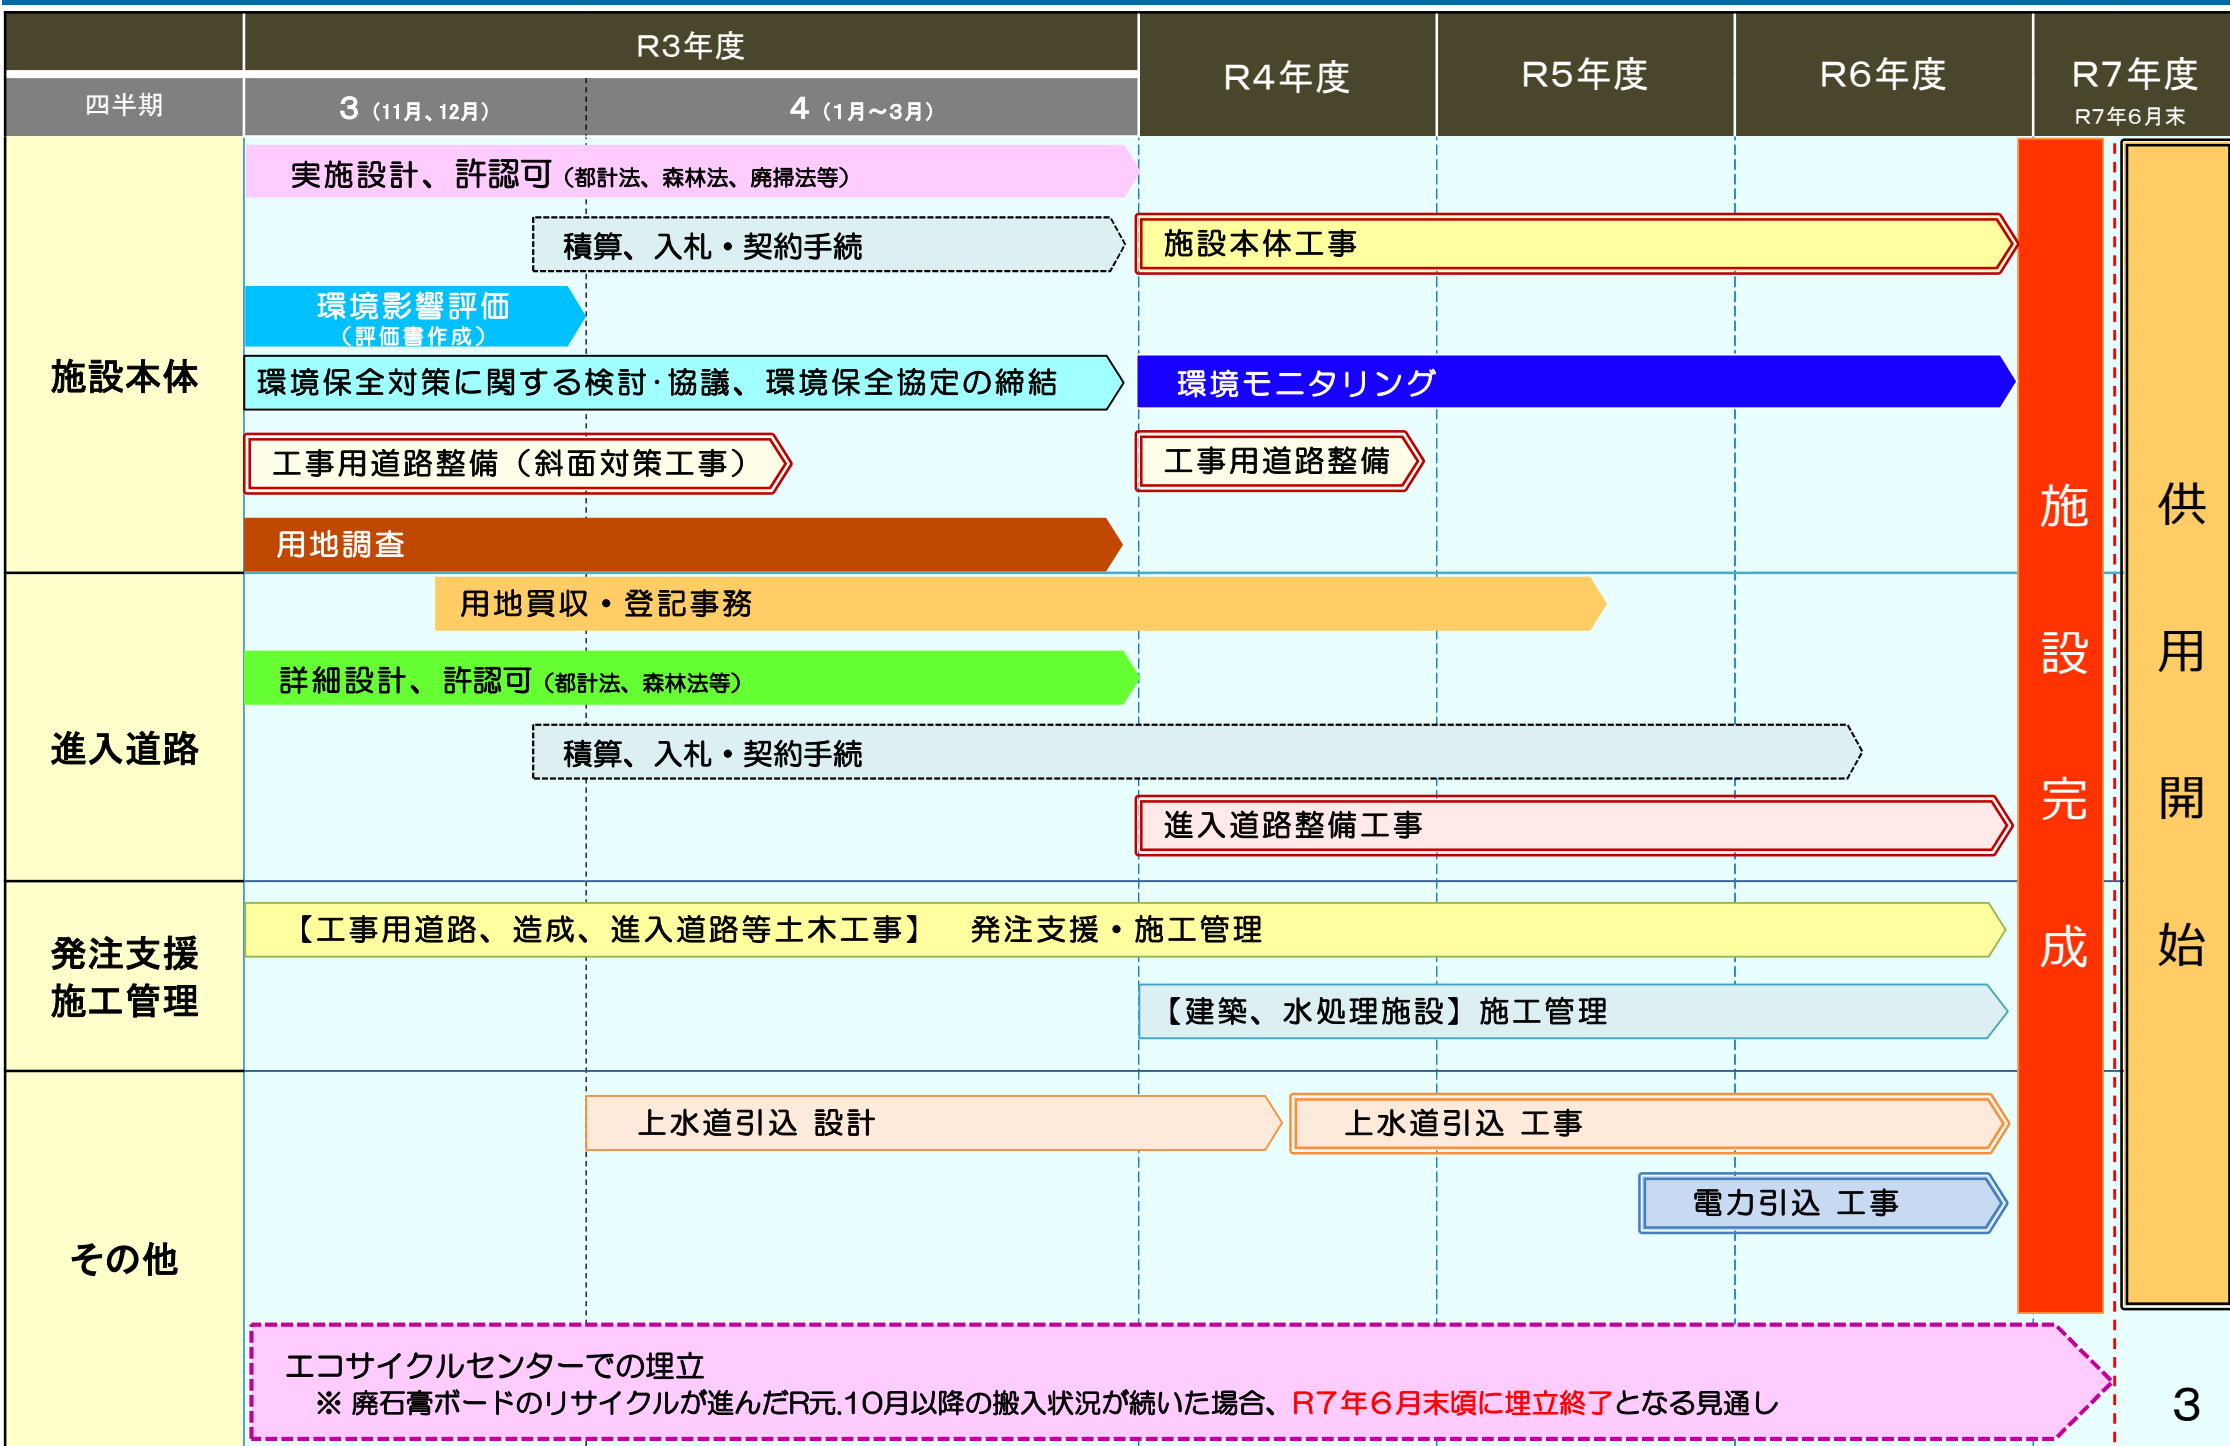 R3年度
R4年度
R5年度
R6年度
R7年度
R7年6月末
四半期
3（11月、12月）
4（1月～3月）
施設本体
実施設計、許認可（都計法、森林法、廃掃法等）
積算、入札・契約手続
施設本体工事
環境影響評価
（評価書作成）
環境保全対策に関する検討･協議、環境保全協定の締結
環境モニタリング
工事用道路整備（斜面対策工事）
工事用道路整備
用地調査
進入道路
用地買収・登記事務
詳細設計、許認可（都計法、森林法等）
積算、入札・契約手続
進入道路整備工事
発注支援
施工管理
【工事用道路、造成、進入道路等土木工事】　発注支援・施工管理
【建築、水処理施設】施工管理
その他
上水道引込 設計
上水道引込 工事
電力引込 工事
エコサイクルセンターでの埋立
※ 廃石膏ボードのリサイクルが進んだR元.10月以降の搬入状況が続いた場合、R7年6月末頃に埋立終了となる見通し
施設完成
供用開始
3